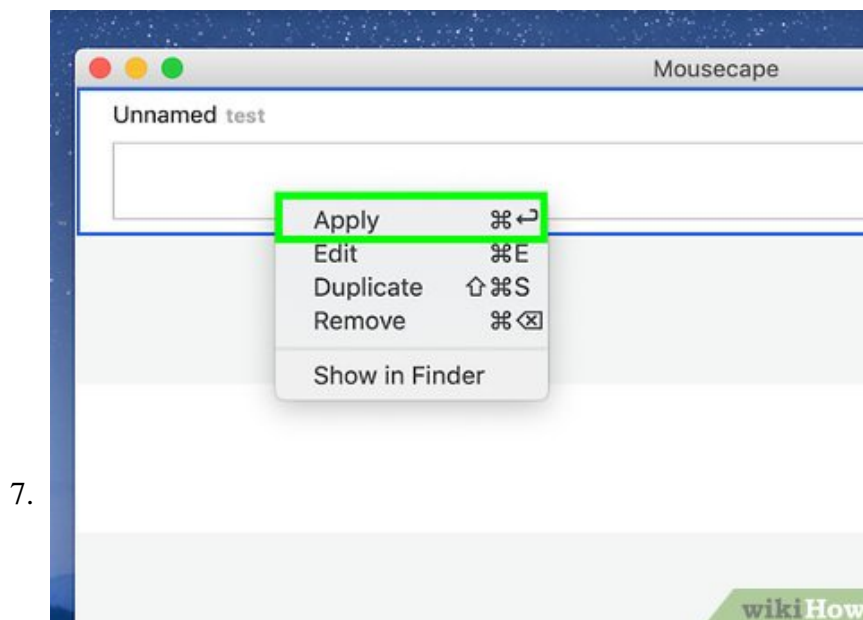 Mousecape
Unnamed test
Apply ⌘↩
Edit ⌘E
Duplicate ⇧⌘S
Remove ⌘⌫
Show in Finder
7.
wikiHow